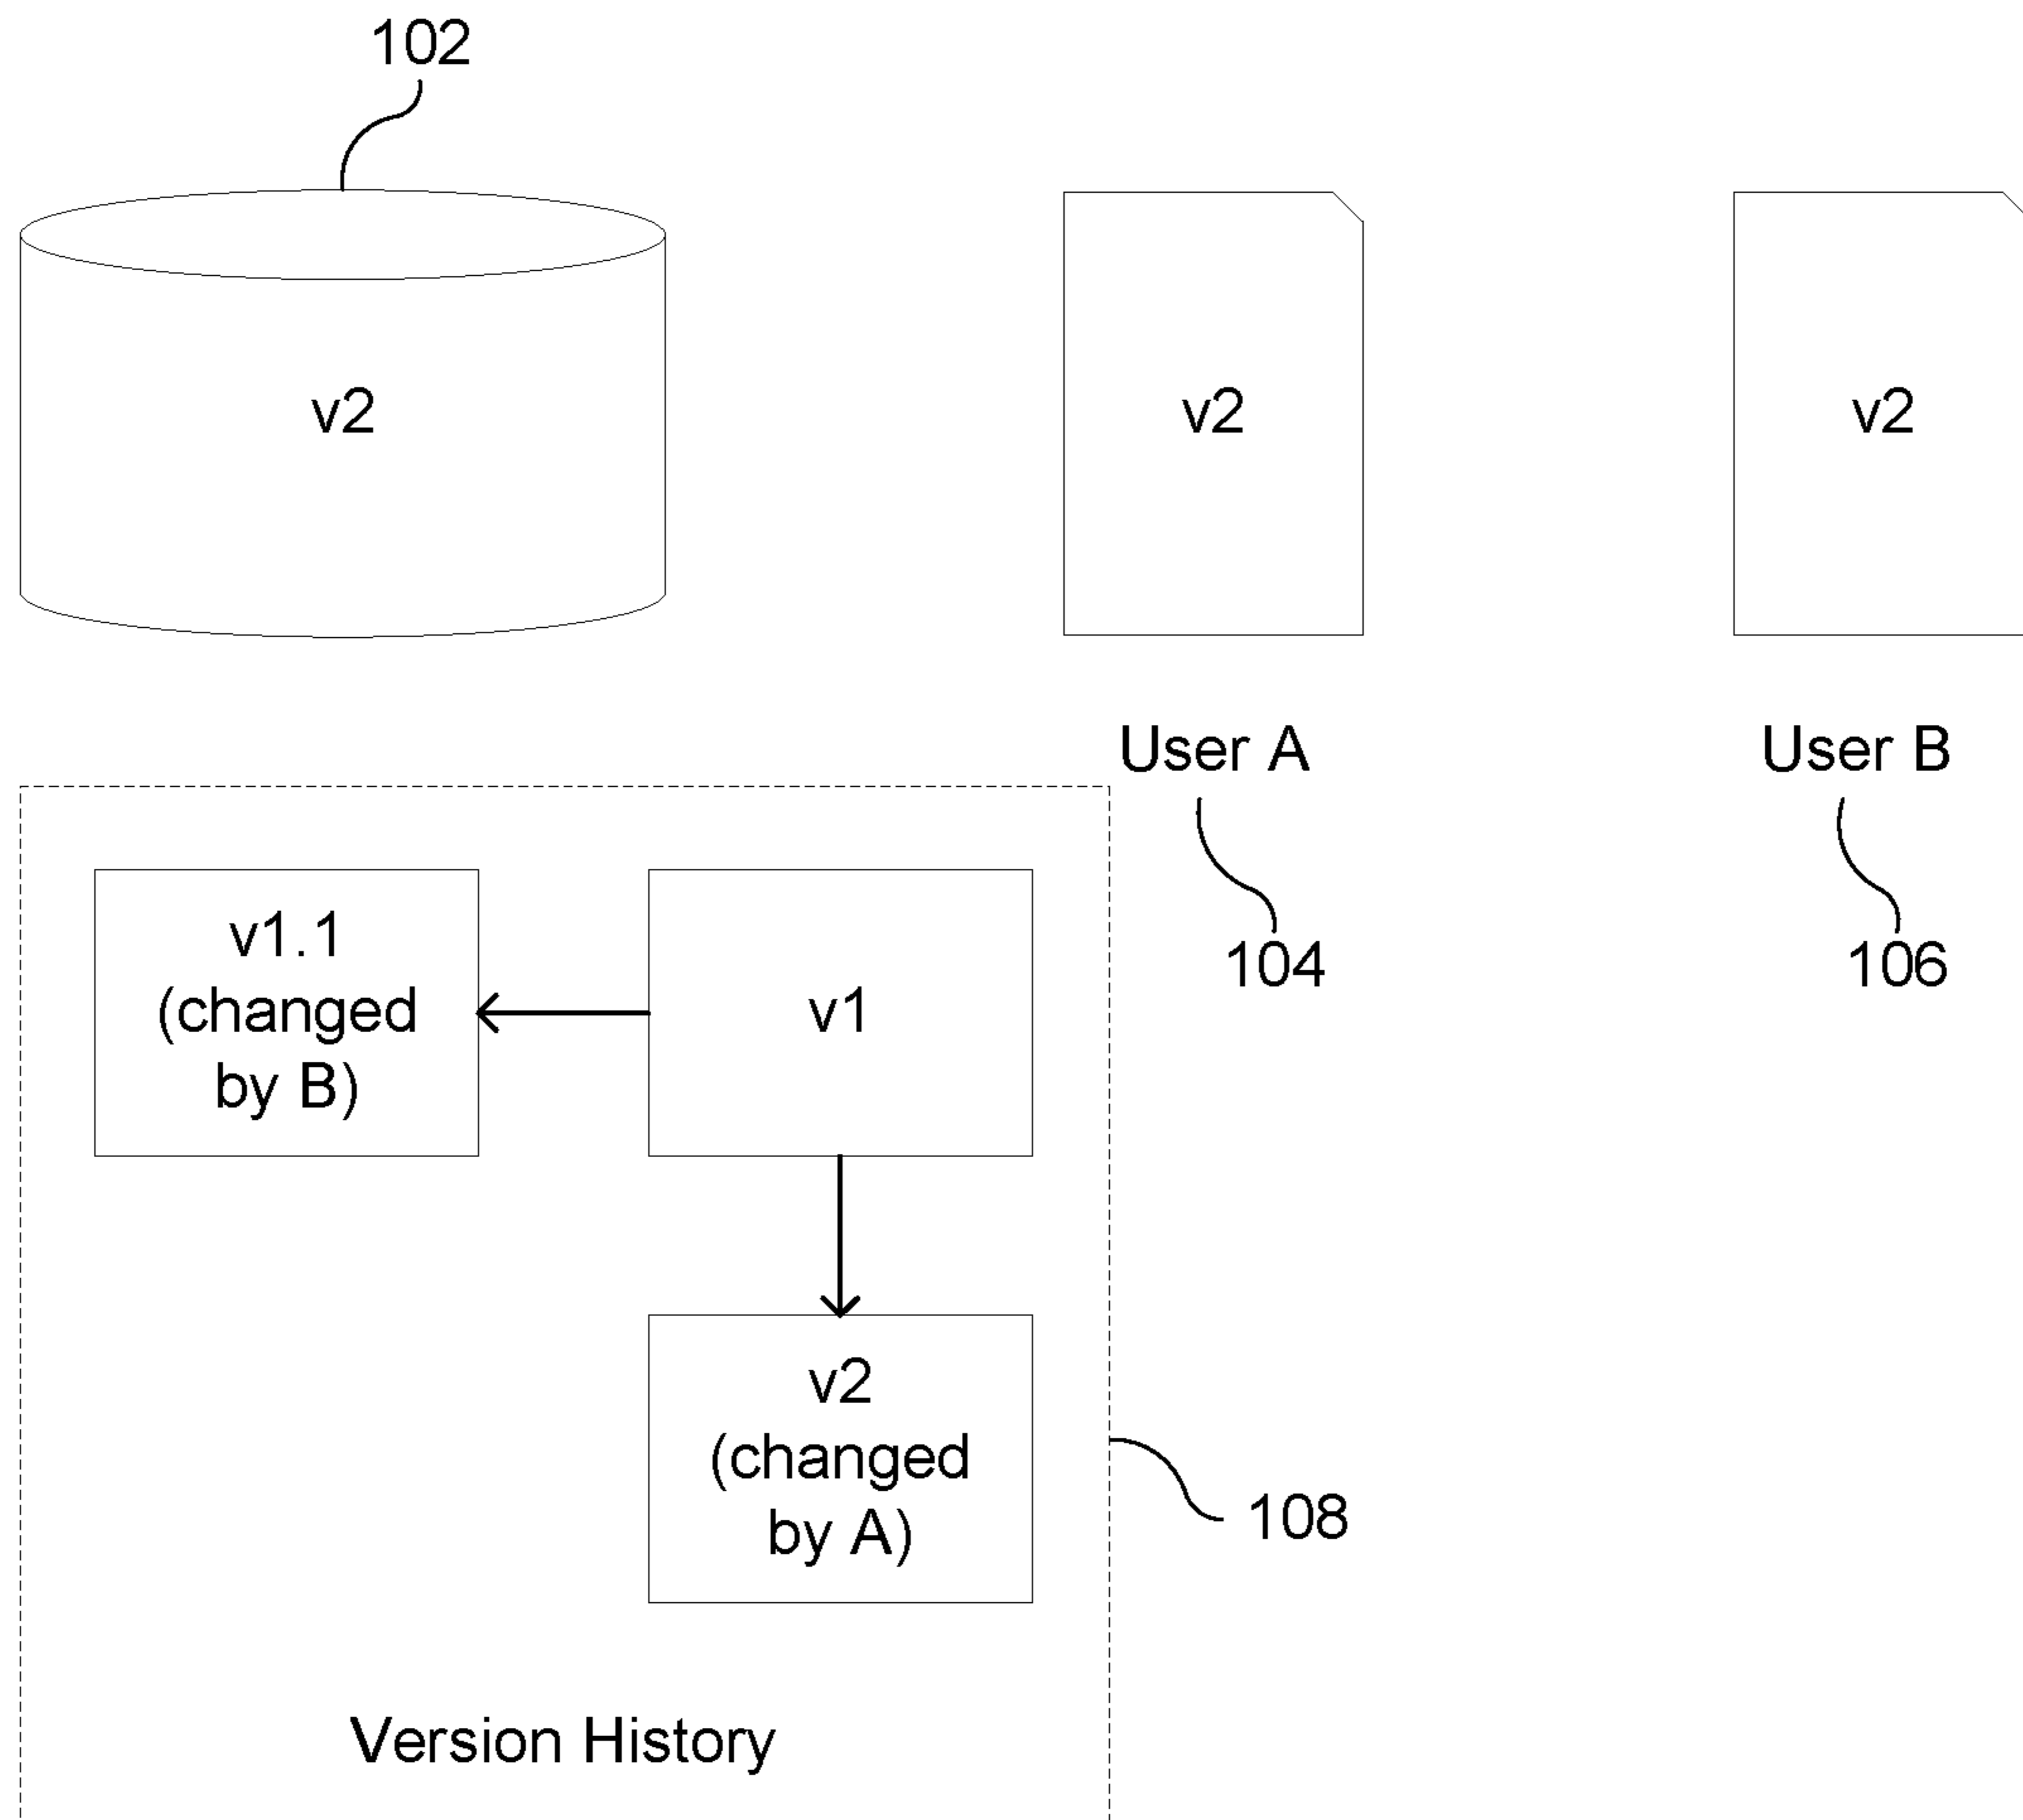 102
v2
v2
v2
User A
User B
104
106
v1.1
(changed
by B)
v1
v2
(changed
by A)
108
Version History